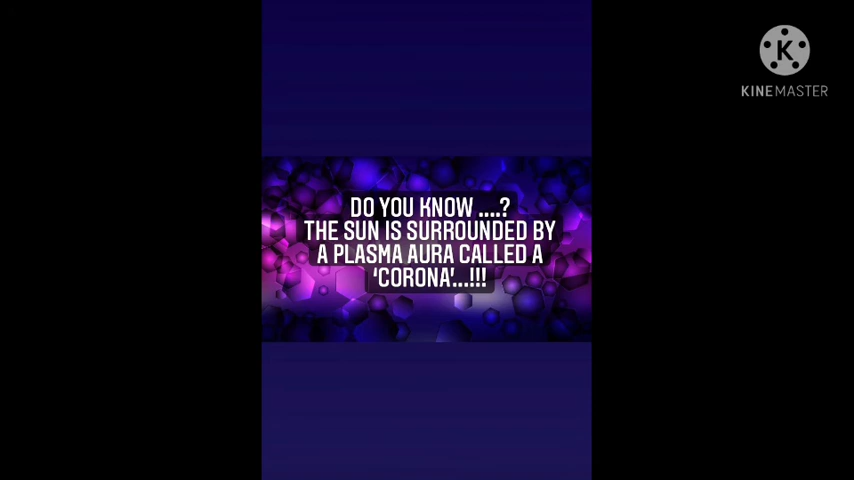 DO YOU KNOW ....?
THE SUN IS SURROUNDED BY
A PLASMA AURA CALLED A
‘CORONA’...!!!
K
KINEMASTER